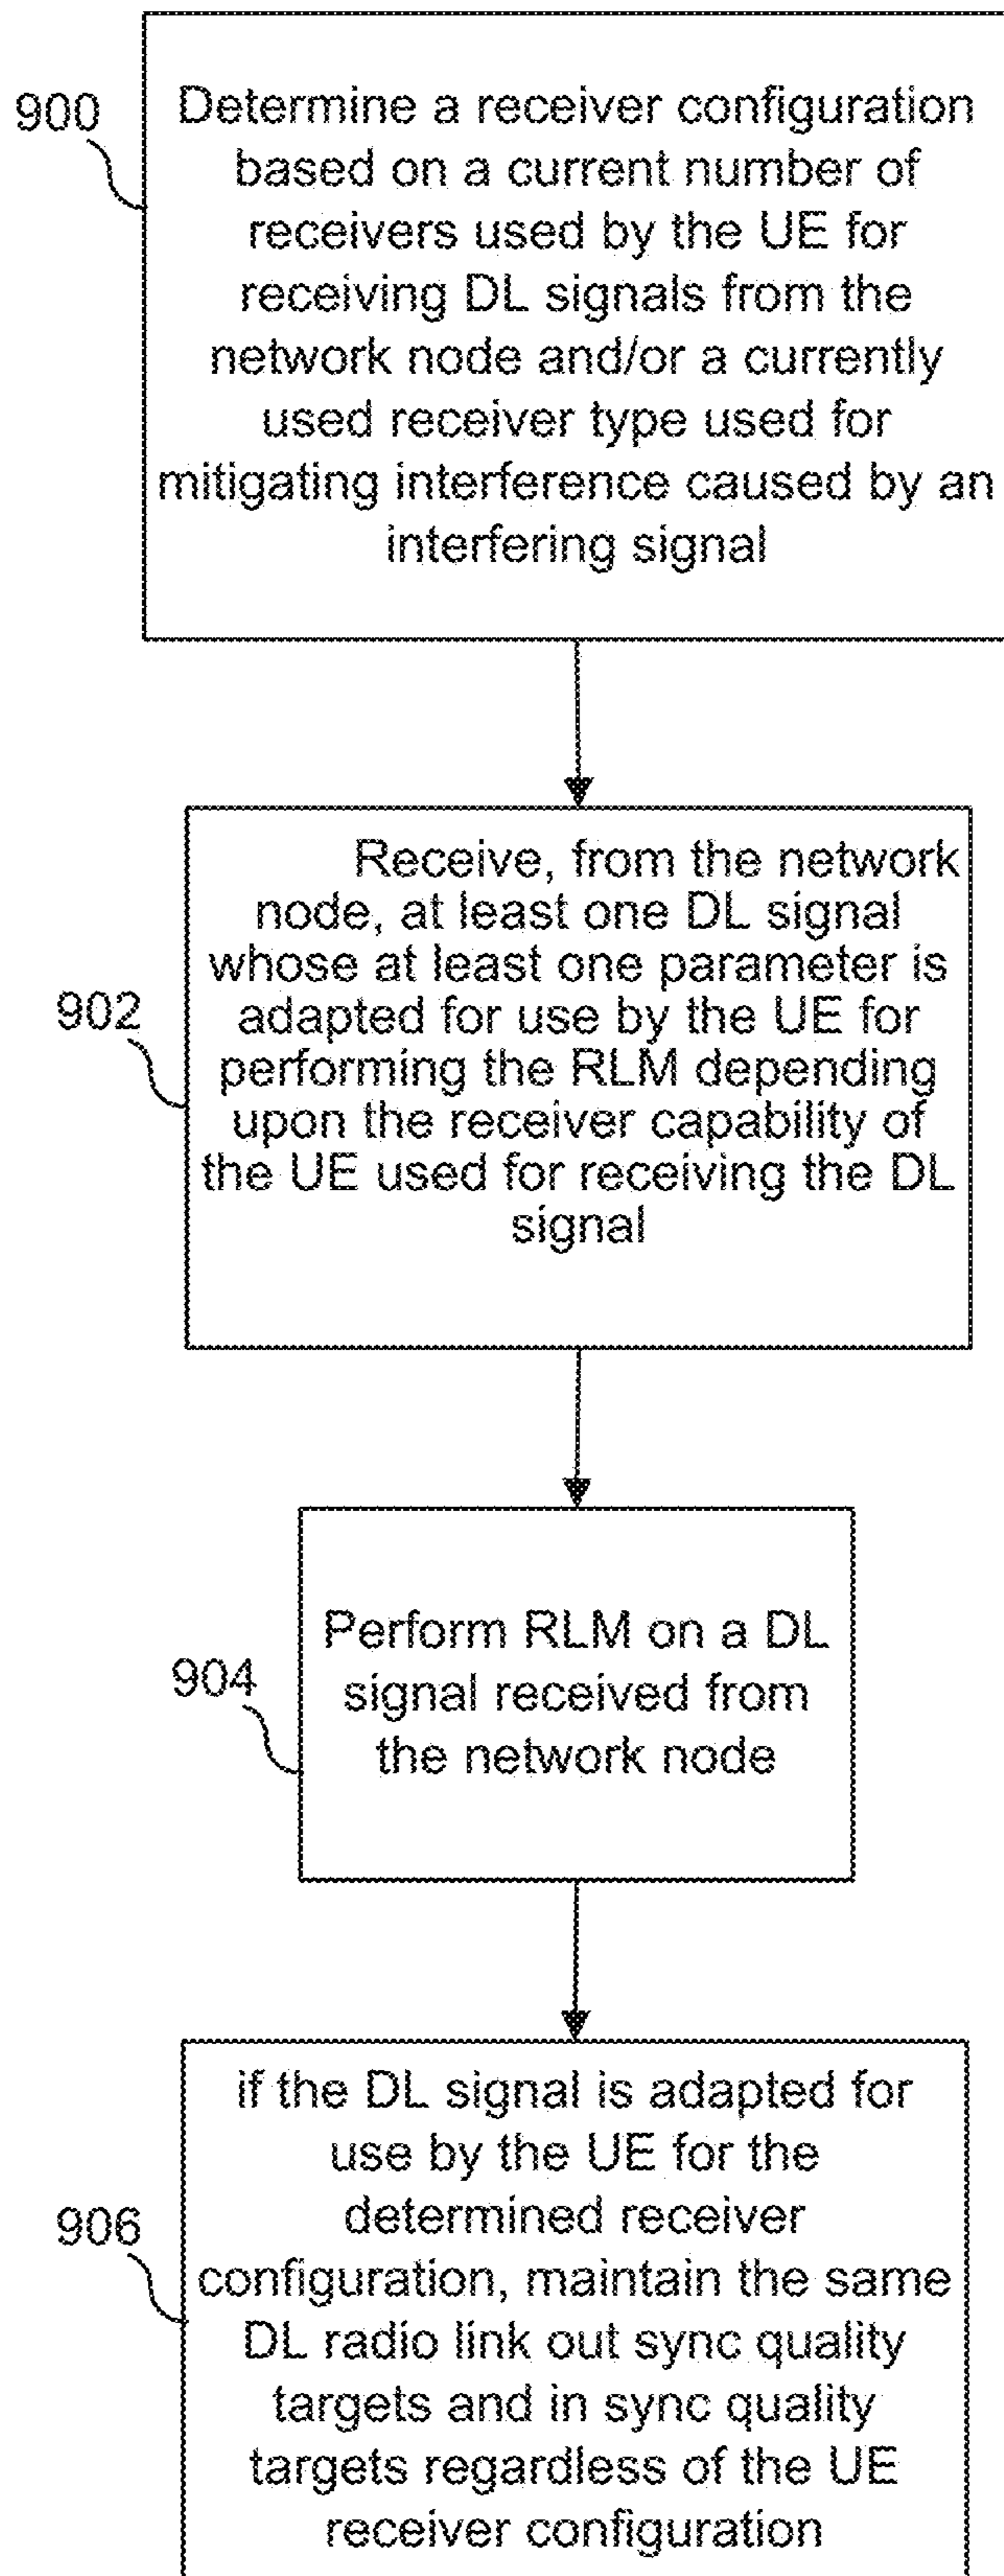 900
Determine a receiver configuration
based on a current number of
receivers used by the UE for
receiving DL signals from the
network node and/or a currently
used receiver type used for
mitigating interference caused by an
interfering signal
902
Receive, from the network
node, at least one DL signal
whose at least one parameter is
adapted for use by the UE for
performing the RLM depending
upon the receiver capability of
the UE used for receiving the DL
signal
904
Perform RLM on a DL
signal received from
the network node
906
if the DL signal is adapted for
use by the UE for the
determined receiver
configuration, maintain the same
DL radio link out sync quality
targets and in sync quality
targets regardless of the UE
receiver configuration